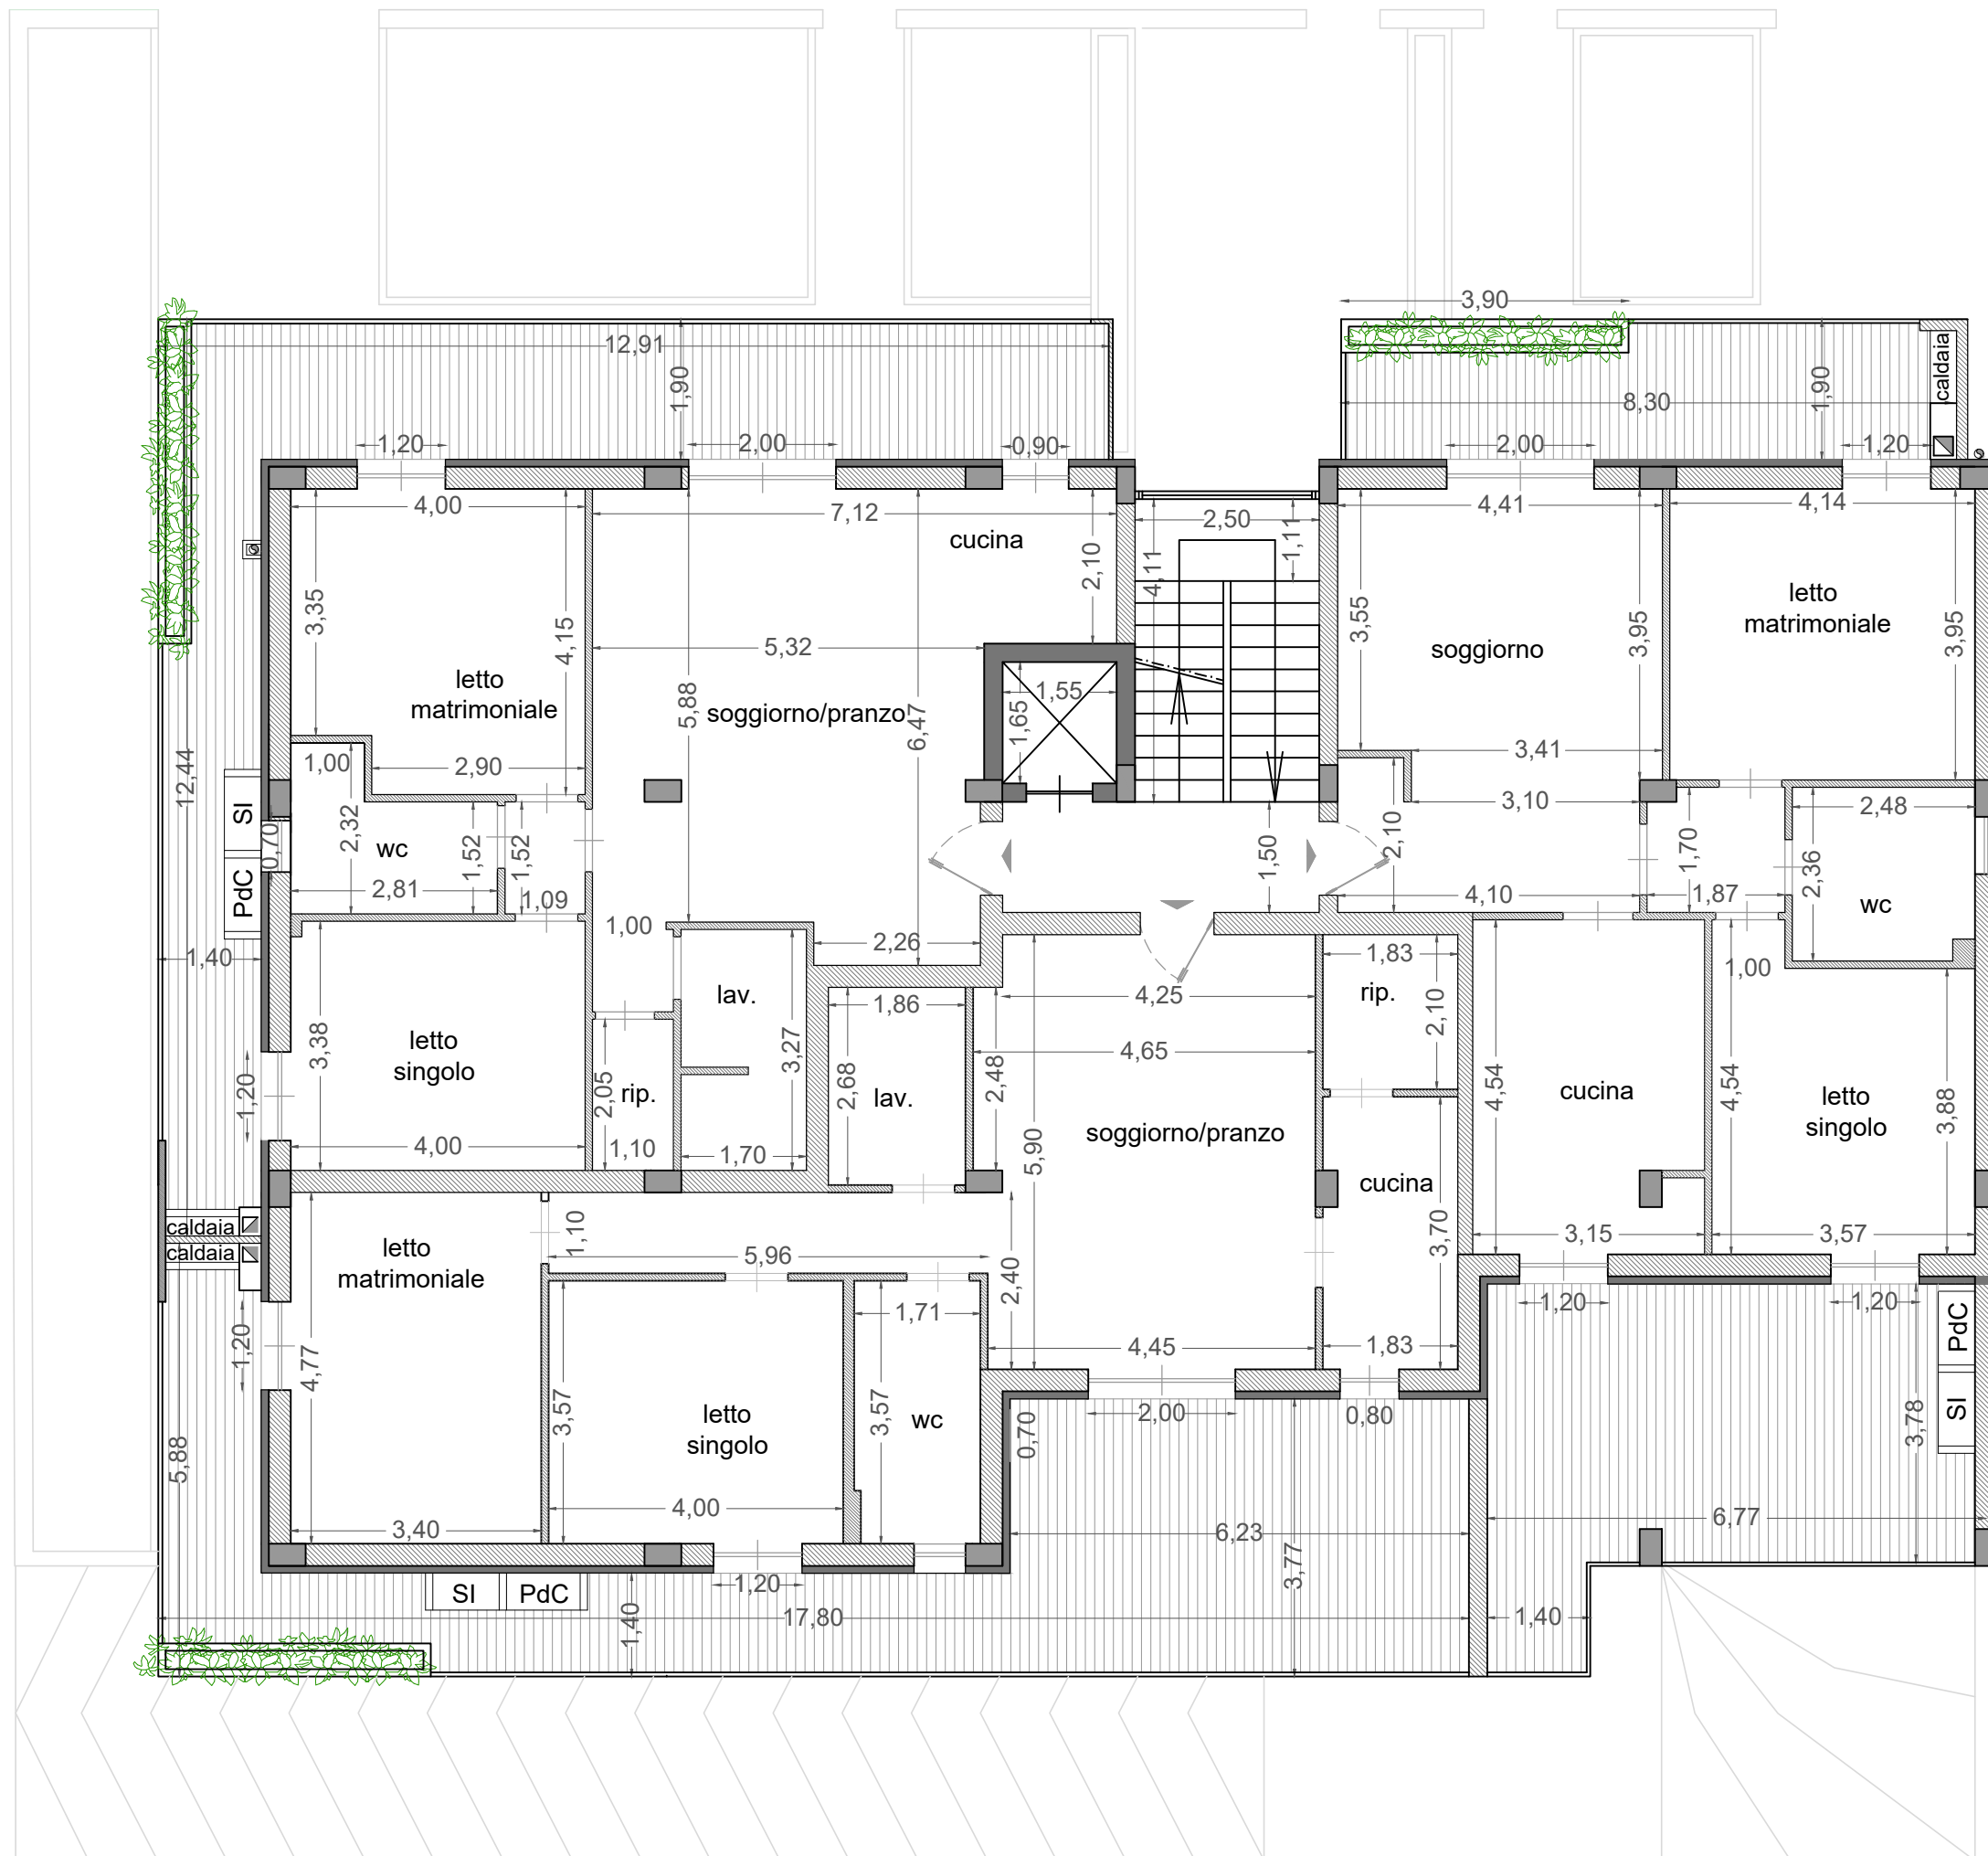 3,90
12,91
1,90
8,30
1,90
caldaia
1,20
2,00
0,90
2,00
1,20
4,00
7,12
2,50
4,41
4,14
cucina
1,11
4,11
2,10
3,35
4,15
3,55
3,95
3,95
letto
matrimoniale
5,32
soggiorno
letto
matrimoniale
5,88
soggiorno/pranzo
6,47
1,55
1,65
1,00
2,90
3,41
12,44
SI
2,32
3,10
2,48
0,70
wc
1,52
1,52
1,50
2,10
1,70
2,36
PdC
2,81
1,09
4,10
1,87
wc
1,00
2,26
1,40
1,83
1,00
lav.
1,86
4,25
rip.
2,10
letto
singolo
3,38
3,27
4,65
1,20
2,05
rip.
2,68
lav.
2,48
4,54
cucina
4,54
letto
singolo
3,88
soggiorno/pranzo
5,90
4,00
1,10
1,70
cucina
caldaia
caldaia
letto
matrimoniale
1,10
5,96
2,40
3,70
3,15
3,57
1,20
4,77
1,71
4,45
1,83
1,20
1,20
PdC
3,57
letto
singolo
3,57
wc
0,70
2,00
0,80
3,78
SI
5,88
3,40
4,00
6,23
6,77
SI
PdC
1,20
3,77
1,40
17,80
1,40